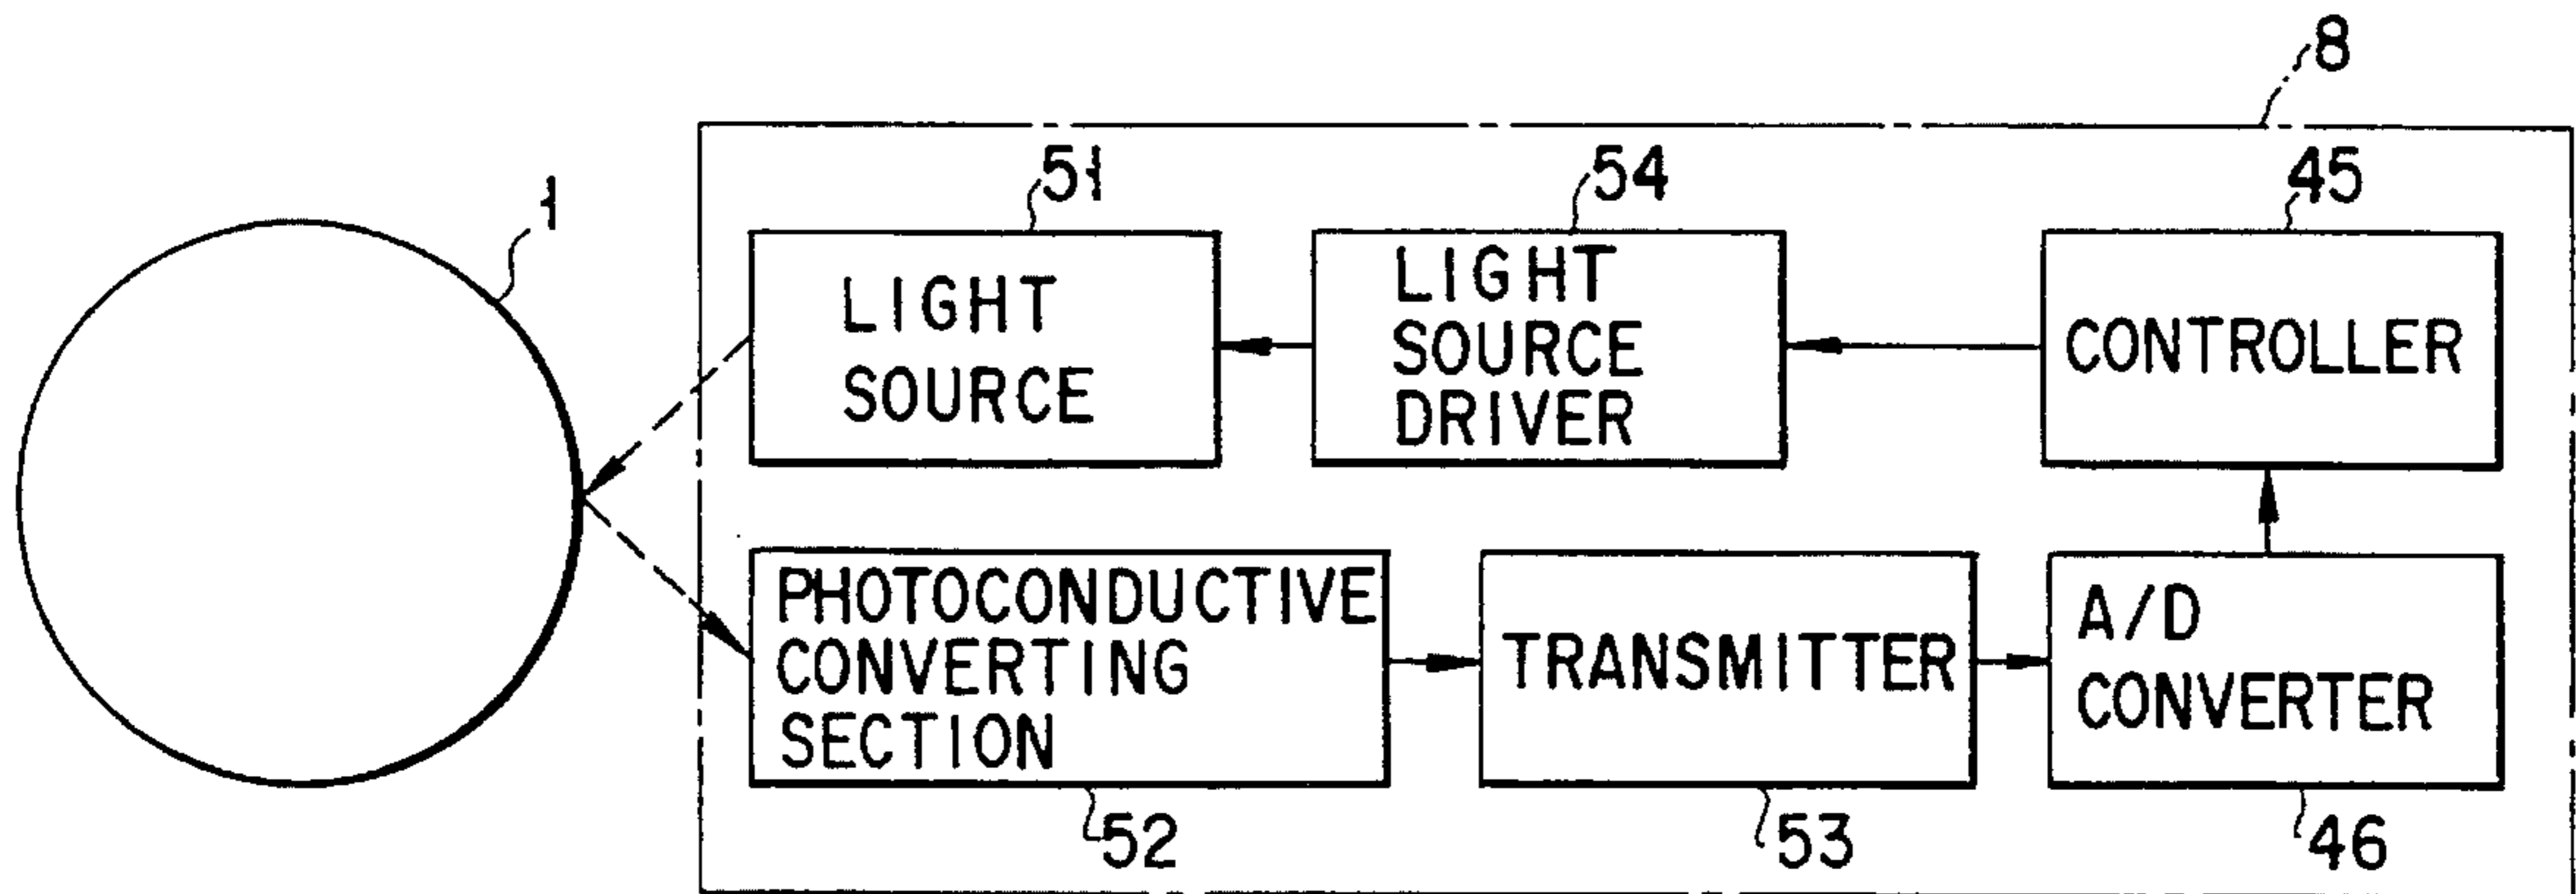 8
1
51
54
45
LIGHT
SOURCE
LIGHT
SOURCE
DRIVER
CONTROLLER
PHOTOCONDUCTIVE
CONVERTING
SECTION
TRANSMITTER
A/D
CONVERTER
52
53
46